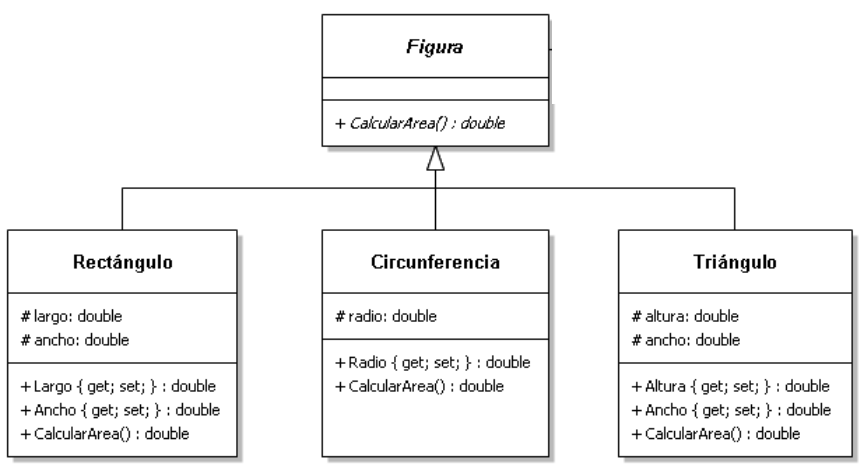 Figura
+ CalcularArea() : double
Rectángulo
# largo: double
# ancho: double
+ Largo { get; set; } : double
+ Ancho { get; set; } : double
+ CalcularArea() : double
Circunferencia
# radio: double
+ Radio { get; set; } : double
+ CalcularArea() : double
Triángulo
# altura: double
# ancho: double
+ Altura { get; set; } : double
+ Ancho { get; set; } : double
+ CalcularArea() : double